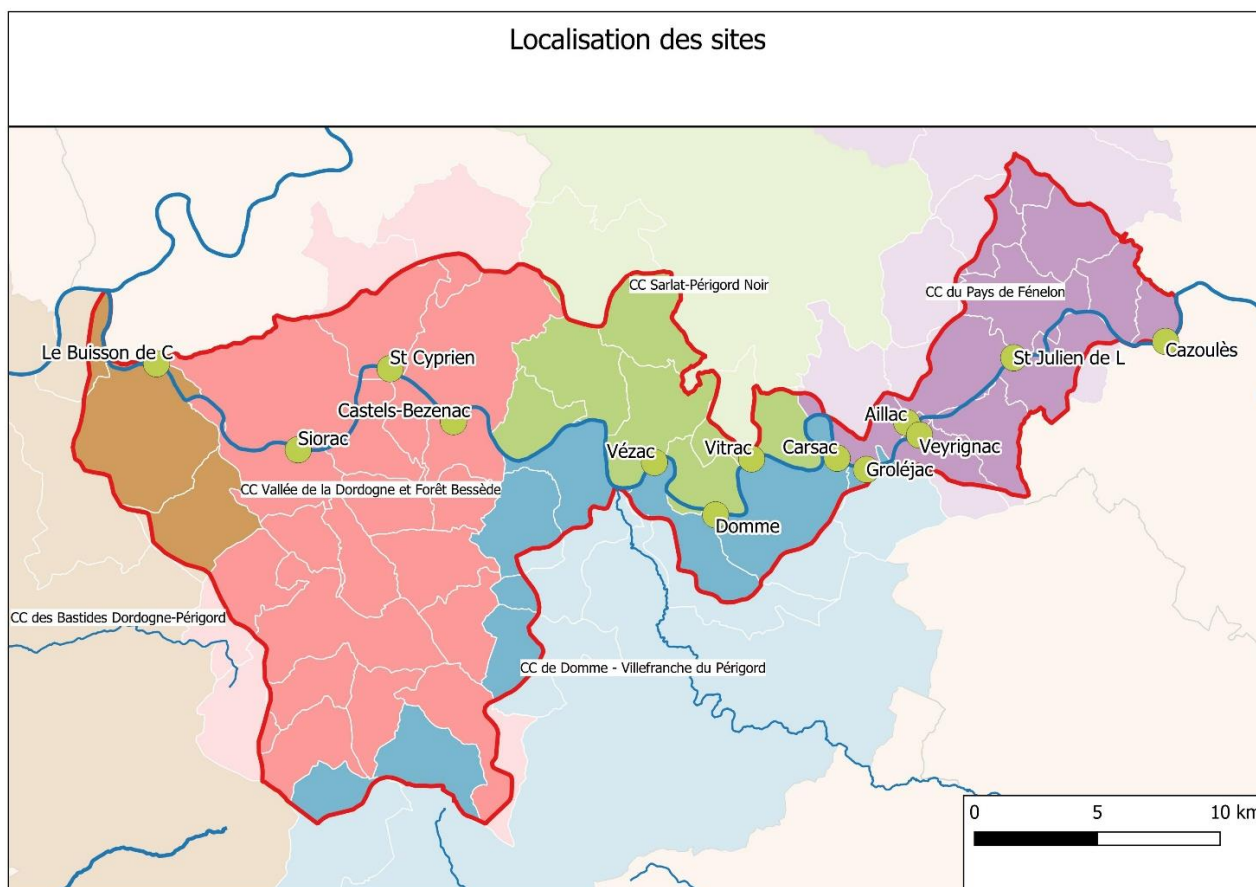 Localisation des sites
CC Sarlat-Périgord Noir
CC du Pays de Fénelon
Le Buisson de C
St Cyprien
St Julien de L
Cazoulès
Castels-Bezenac
Aillac
Siorac
Vézac
Vitrac
Carsac
Veyrignac
Groléjac
CC Vallée de la Dordogne et Forêt Bessède
Domme
CC des Bastides Dordogne-Périgord
CC de Domme - Villefranche du Périgord
0 5 10 km